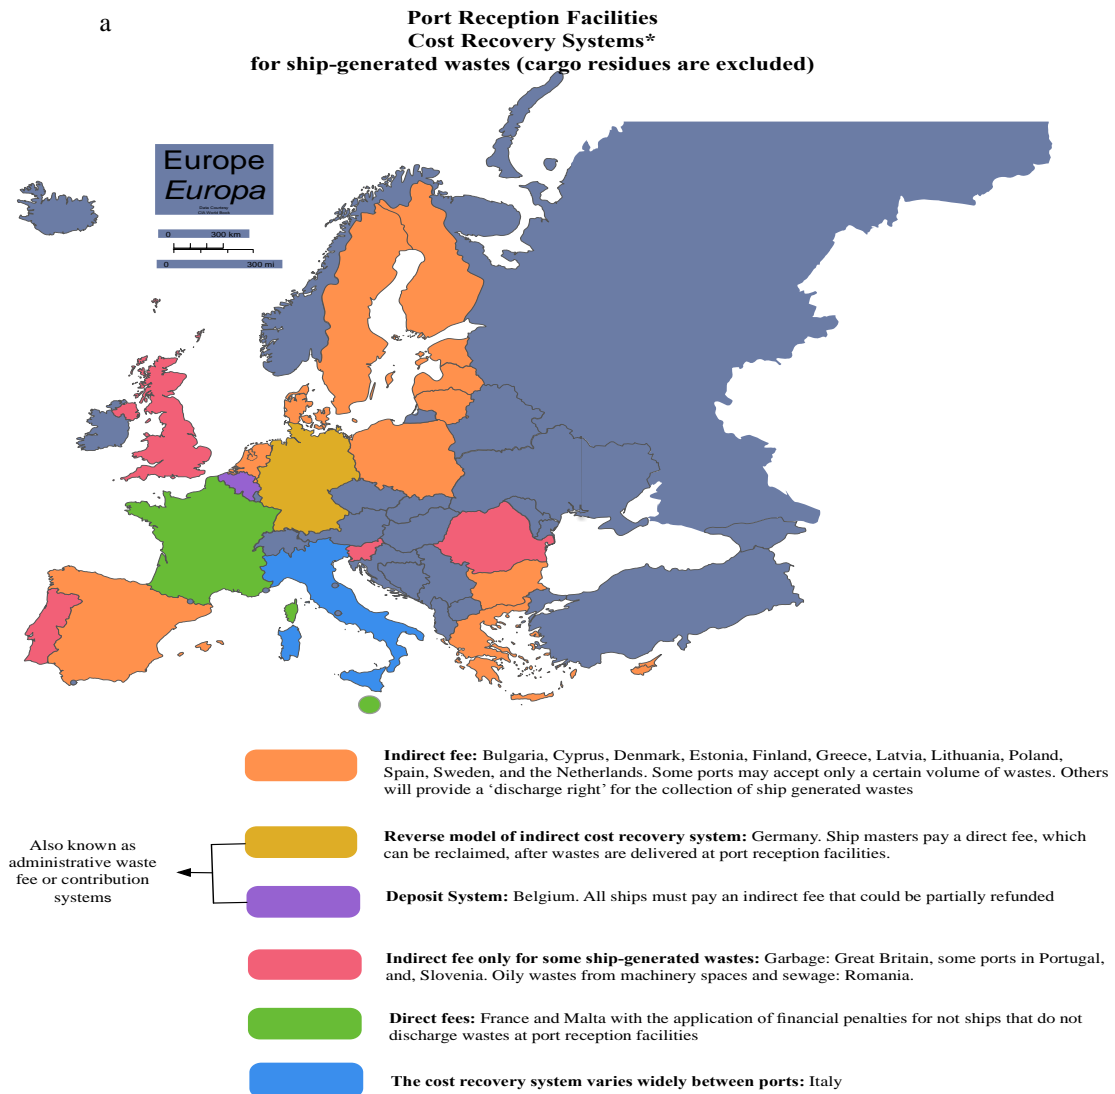 a
Port Reception Facilities
Cost Recovery Systems*
for ship-generated wastes (cargo residues are excluded)
Europe
Europa
Data Courtesy
0 300 km
0 300 mi
Indirect fee: Bulgaria, Cyprus, Denmark, Estonia, Finland, Greece, Latvia, Lithuania, Poland,
Spain, Sweden, and the Netherlands. Some ports may accept only a certain volume of wastes. Others
will provide a ‘discharge right’ for the collection of ship generated wastes
Also known as
administrative waste
fee or contribution
systems
Reverse model of indirect cost recovery system: Germany. Ship masters pay a direct fee, which
can be reclaimed, after wastes are delivered at port reception facilities.
Deposit System: Belgium. All ships must pay an indirect fee that could be partially refunded
Indirect fee only for some ship-generated wastes: Garbage: Great Britain, some ports in Portugal,
and, Slovenia. Oily wastes from machinery spaces and sewage: Romania.
Direct fees: France and Malta with the application of financial penalties for not ships that do not
discharge wastes at port reception facilities
The cost recovery system varies widely between ports: Italy